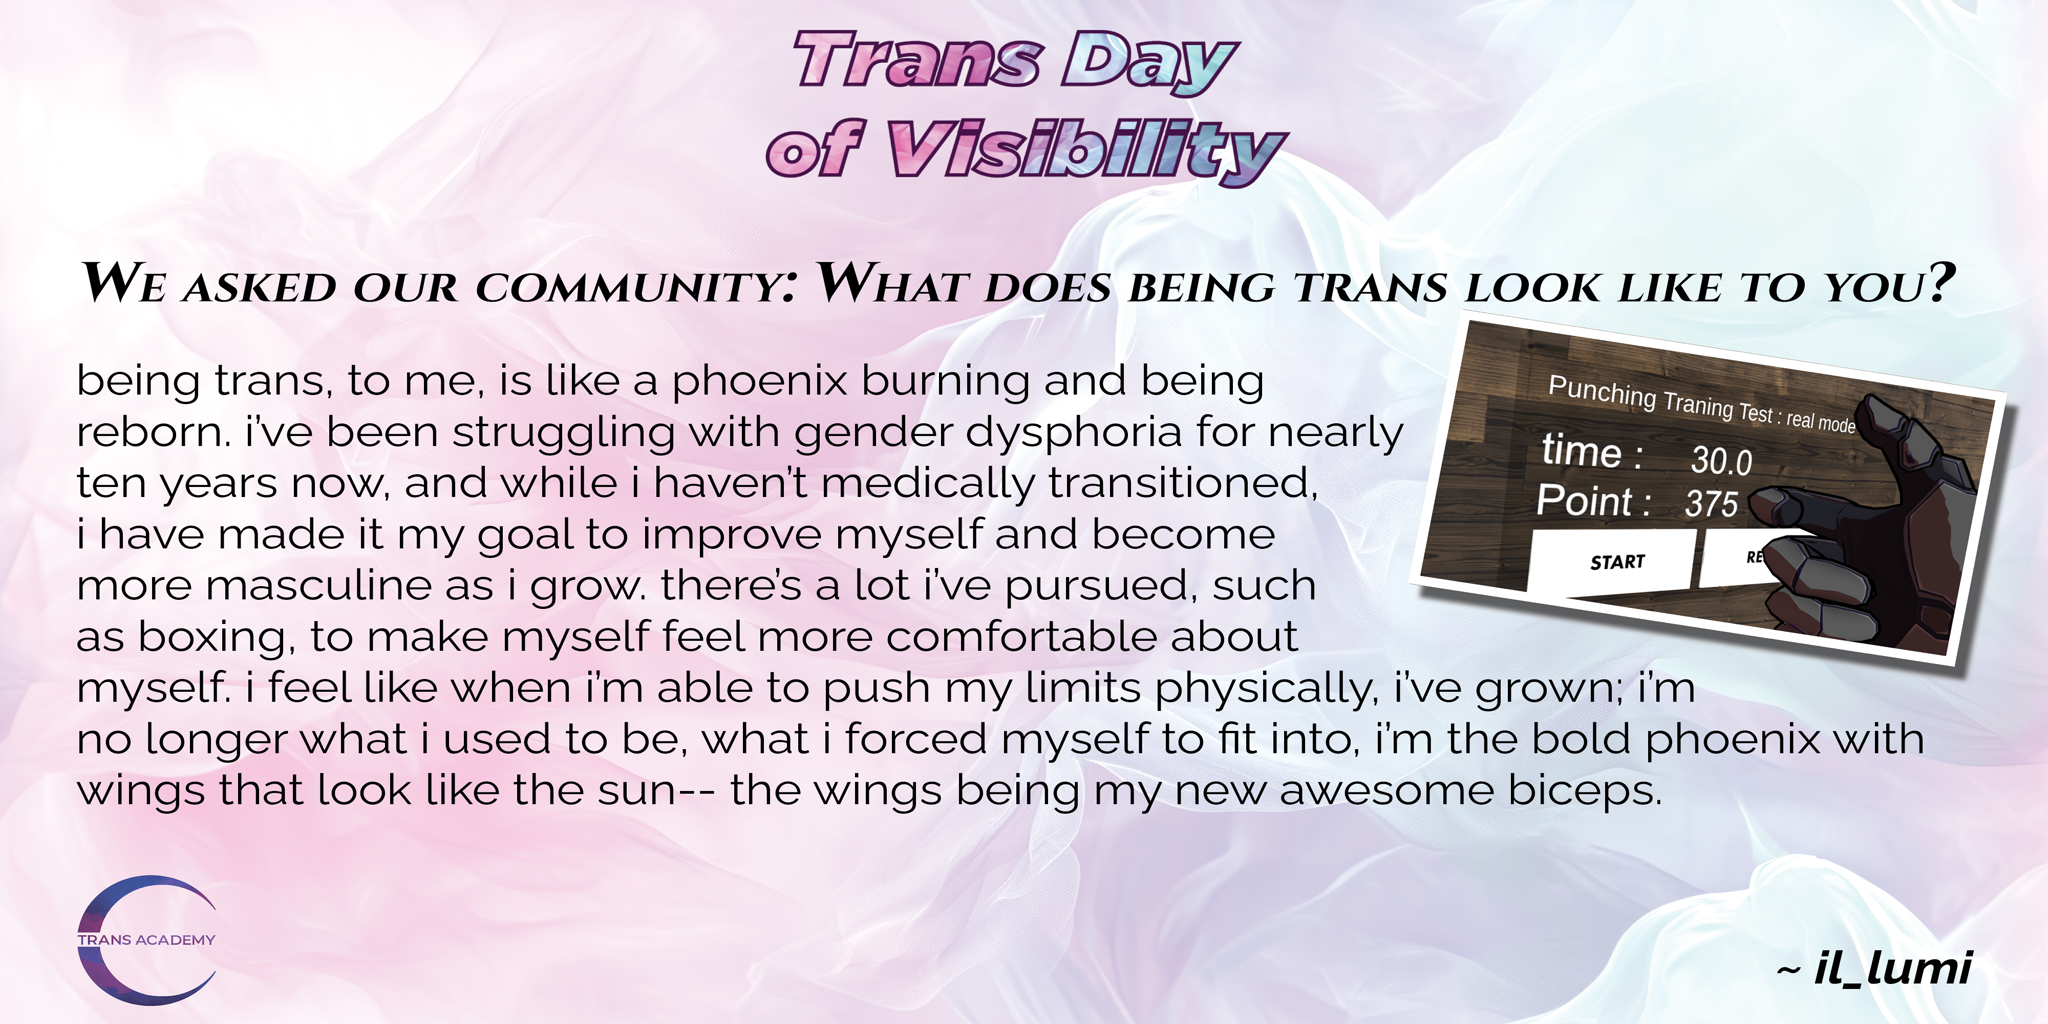 Trans Day
of Visibility
We asked our community: What does being trans look like to you?
being trans, to me, is like a phoenix burning and being
reborn. i've been struggling with gender dysphoria for nearly
ten years now, and while i haven't medically transitioned,
i have made it my goal to improve myself and become
more masculine as i grow. there's a lot i've pursued, such
as boxing, to make myself feel more comfortable about
myself. i feel like when i'm able to push my limits physically, i've grown; i'm
no longer what i used to be, what i forced myself to fit into, i'm the bold phoenix with
wings that look like the sun-- the wings being my new awesome biceps.
Punching Traning Test : real mode
time : 30.0
Point : 375
START
RE
TRANS ACADEMY
~ il_lumi